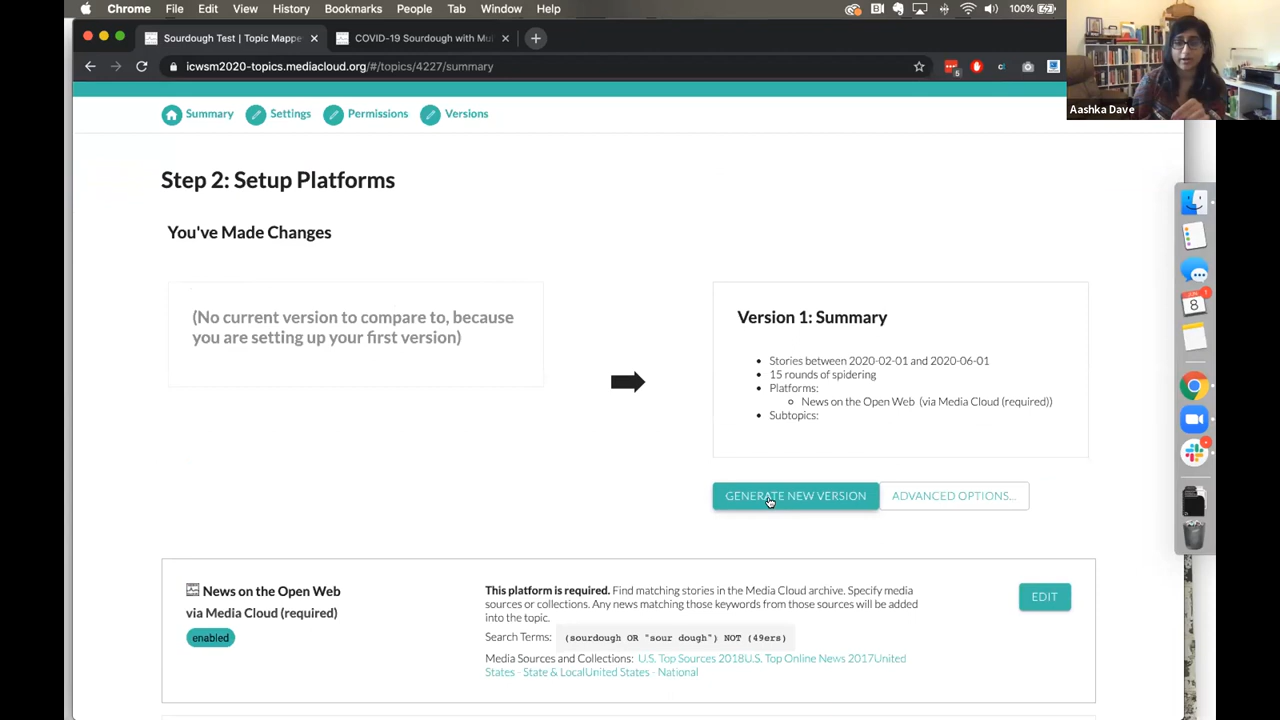 Chrome File Edit View History Bookmarks People Tab Window Help 100%
Sourdough Test | Topic Mappe
COVID-19 - Sourdough in Mul
icwsm2020-topics.mediacloud.org/#/
Aashka Dave
Summary Settings Permissions Versions
Step 2: Setup Platforms
You've Made Changes
(No current version to compare to, because
you are setting up your first version)
Version 1: Summary
Stories between 2020-02-01 and 2020-06-01
15 rounds of spidering
Platforms:
News on the Open Web (via Media Cloud (required))
Subtopics:
GENERATE NEW VERSION ADVANCED OPTIONS...
News on the Open Web
via Media Cloud (required)
enabled
This platform is required. Find matching stories in the Media Cloud archive. Specify media
sources or collections. Any news matching those keywords from those sources will be added
into the topic.
Search Terms: (sourdough OR "sour dough") NOT (49ers)
Media Sources and Collections: U.S. Top Sources 2018U.S. Top Online News 2017United
States - State & LocalUnited States - National
EDIT
8